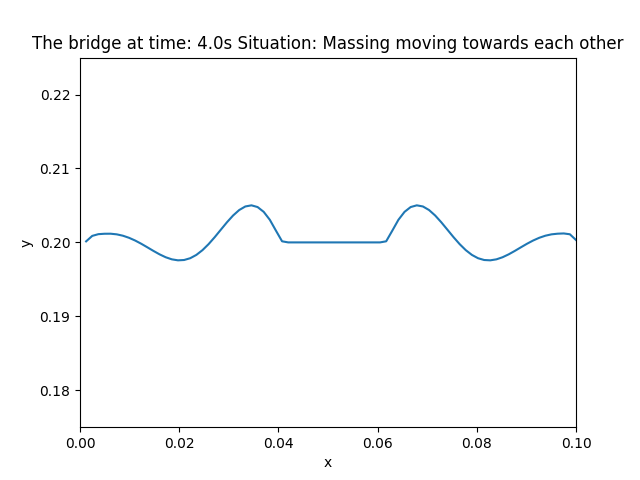 The bridge at time: 4.0s Situation: Massing moving towards each other
0.22
0.21
0.20
0.19
0.18
y
0.00 0.02 0.04 0.06 0.08 0.10
x